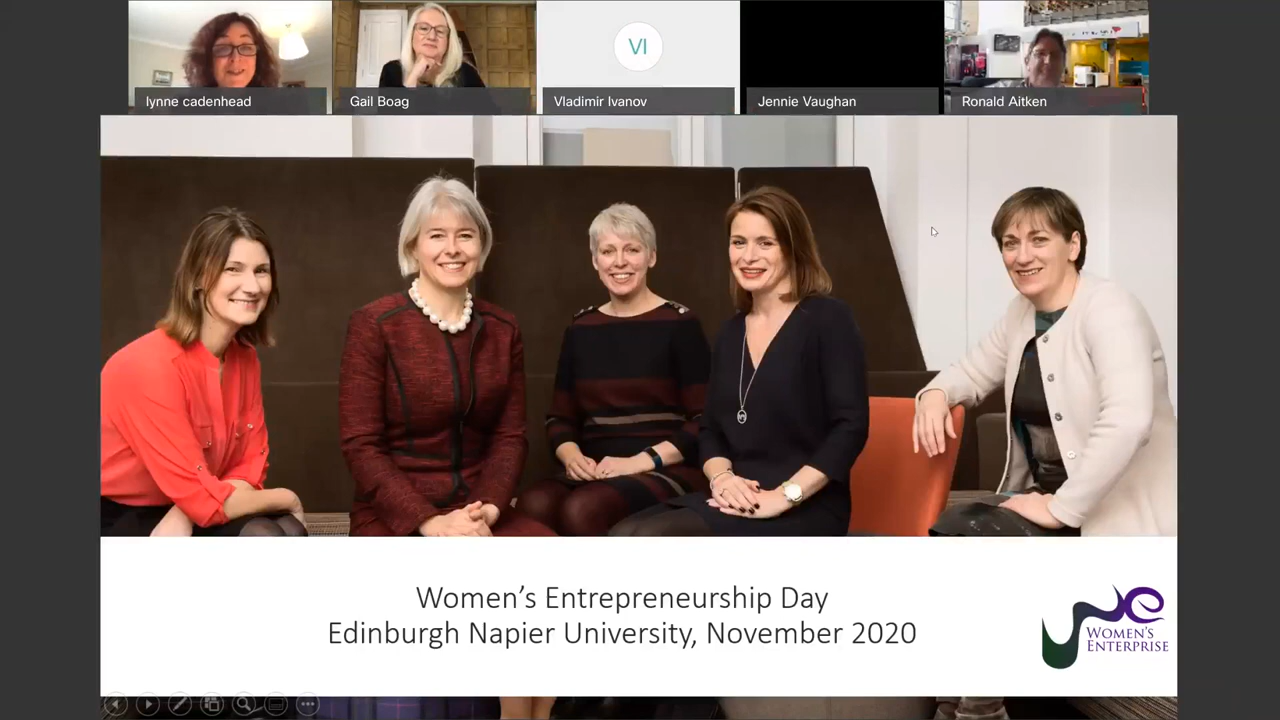 VI
lynne cadenhead
Gail Boag
Vladimir Ivanov
Jennie Vaughan
Ronald Aitken
Women's Entrepreneurship Day
Edinburgh Napier University, November 2020
we
WOMEN'S
ENTERPRISE